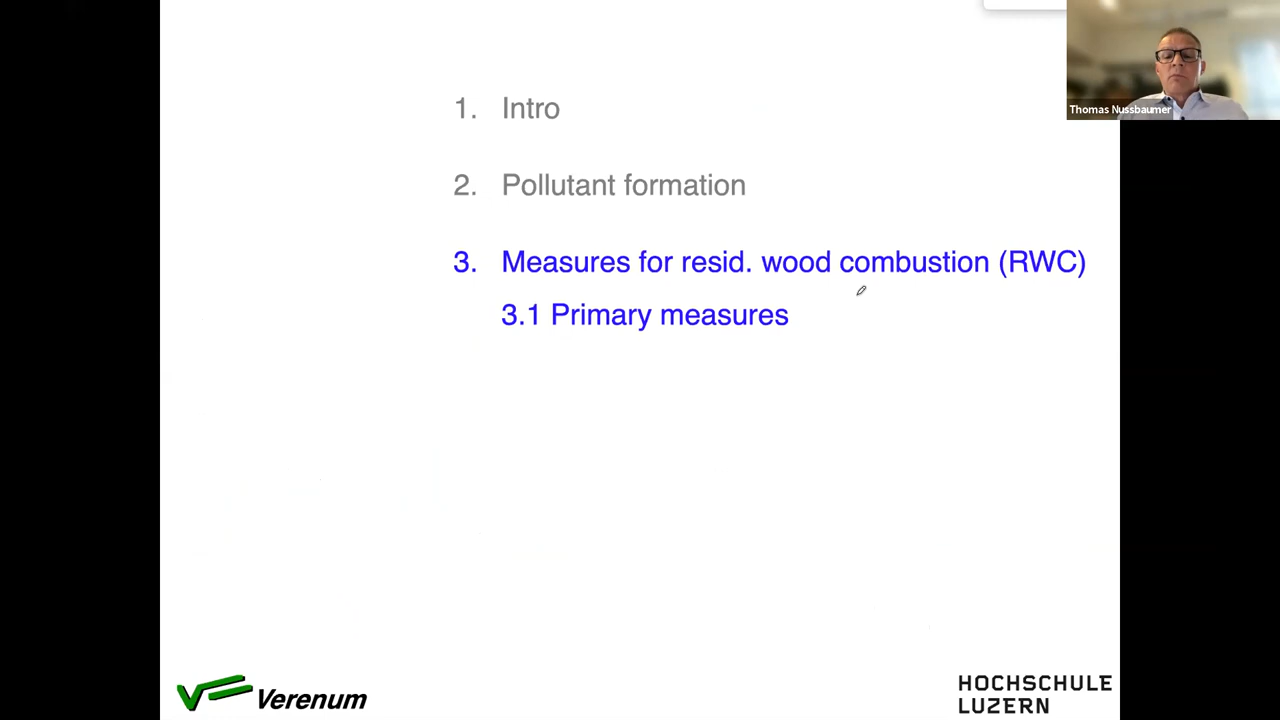 1. Intro
2. Pollutant formation
3. Measures for resid. wood combustion (RWC)
3.1 Primary measures
Thomas Nussbaumer
Verenum
HOCHSCHULE
LUZERN